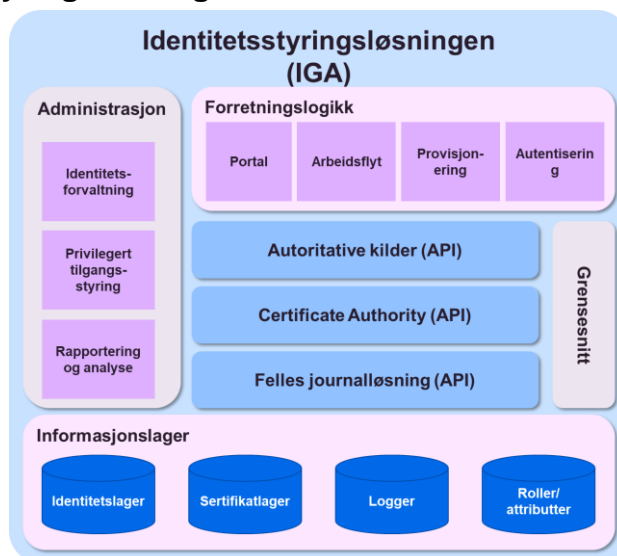 Identitetsstyringsløsningen
(IGA)
Administrasjon
Identitets-
forvaltning
Privilegert
tilgangs-
styring
Rapportering
og analyse
Forretningslogikk
Portal
Arbeidsflyt
Provisjon-
ering
Autentiserin
g
Autoritative kilder (API)
Certificate Authority (API)
Felles journalløsning (API)
Grensesnitt
Informasjonslager
Identitetslager
Sertifikatlager
Logger
Roller/
attributter